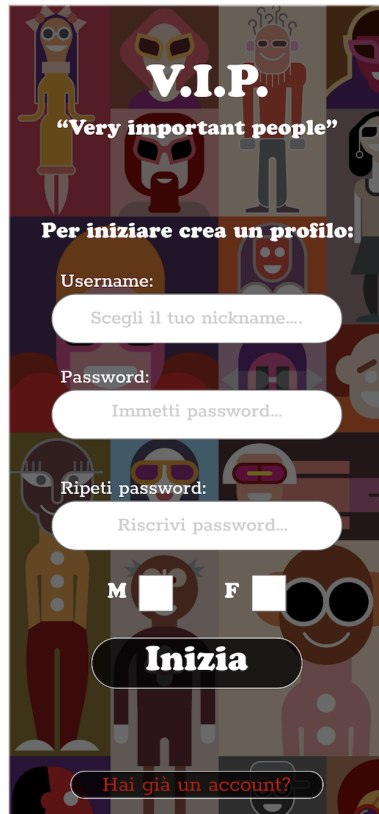 V.I.P.
“Very important people”
Per iniziare crea un profilo:
Username:
Scegli il tuo nickname....
Password:
Immetti password...
Ripeti password:
Riscrivi password...
M F
Inizia
Hai già un account?